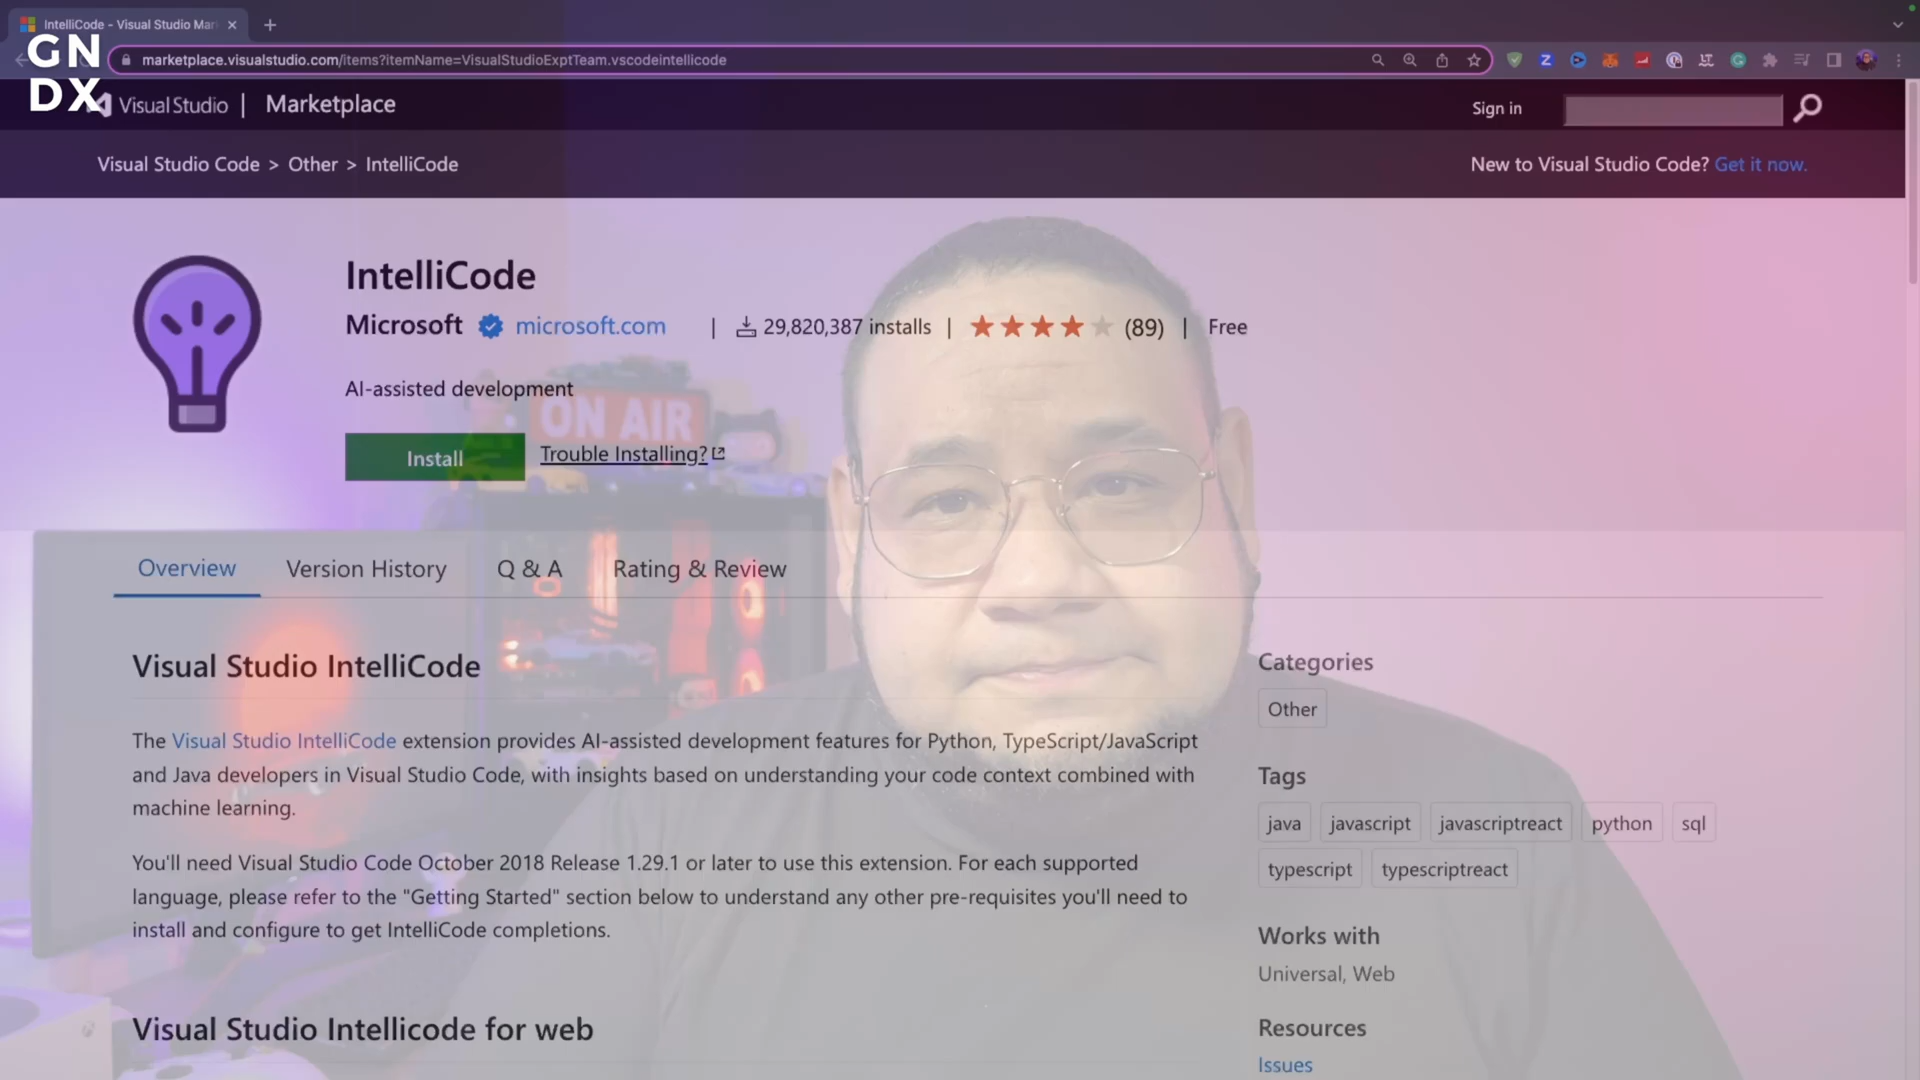 IntelliCode - Visual Studio Mar
GN
DX
marketplace.visualstudio.com/items?itemName=VisualStudioExptTeam.vscodeintellicode
Visual Studio | Marketplace
Sign in
Visual Studio Code > Other > IntelliCode
New to Visual Studio Code? Get it now.
IntelliCode
Microsoft microsoft.com | 29,820,387 installs | (89) | Free
AI-assisted development
ON AIR
Install
Trouble Installing?
Overview
Version History
Q & A
Rating & Review
Visual Studio IntelliCode
The Visual Studio IntelliCode extension provides AI-assisted development features for Python, TypeScript/JavaScript
and Java developers in Visual Studio Code, with insights based on understanding your code context combined with
machine learning.
You'll need Visual Studio Code October 2018 Release 1.29.1 or later to use this extension. For each supported
language, please refer to the "Getting Started" section below to understand any other pre-requisites you'll need to
install and configure to get IntelliCode completions.
Visual Studio Intellicode for web
Categories
Other
Tags
java javascript javascriptreact python sql
typescript typescriptreact
Works with
Universal, Web
Resources
Issues